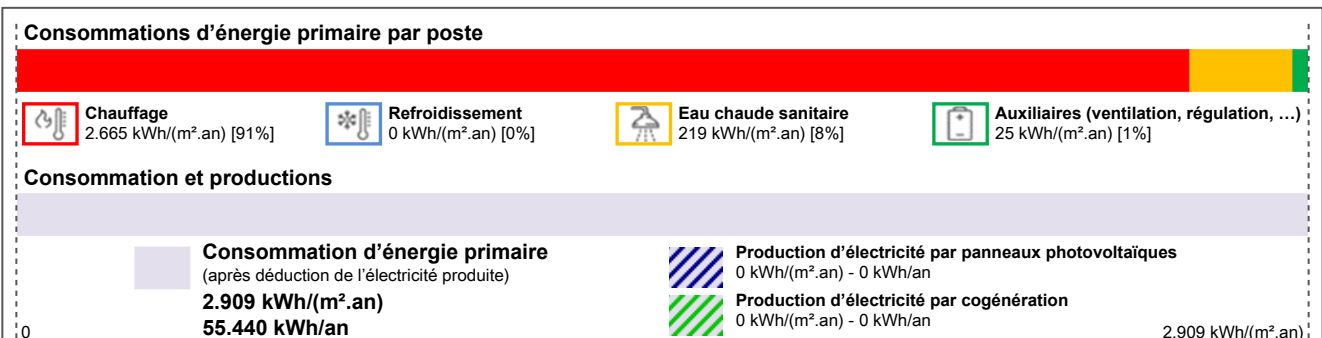 Consommations d'énergie primaire par poste
Chauffage
2.665 kWh/(m².an) [91%]
Refroidissement
0 kWh/(m².an) [0%]
Eau chaude sanitaire
219 kWh/(m².an) [8%]
Auxiliaires (ventilation, régulation, …)
25 kWh/(m².an) [1%]
Consommation et productions
Consommation d'énergie primaire
(après déduction de l'électricité produite)
2.909 kWh/(m².an)
55.440 kWh/an
Production d'électricité par panneaux photovoltaïques
0 kWh/(m².an) - 0 kWh/an
Production d'électricité par cogénération
0 kWh/(m².an) - 0 kWh/an
0
2.909 kWh/(m².an)